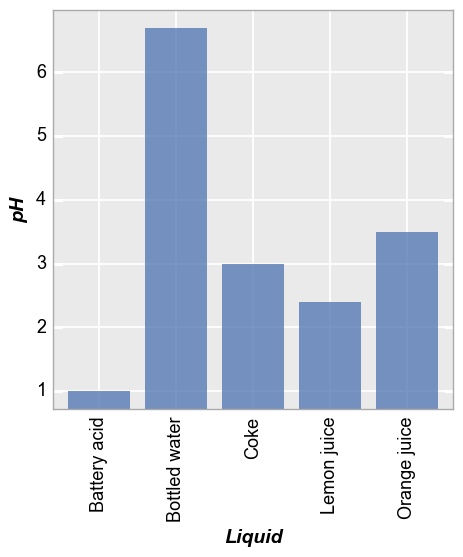 pH
6
5
4
3
2
1
Battery acid
Bottled water
Coke
Lemon juice
Orange juice
Liquid